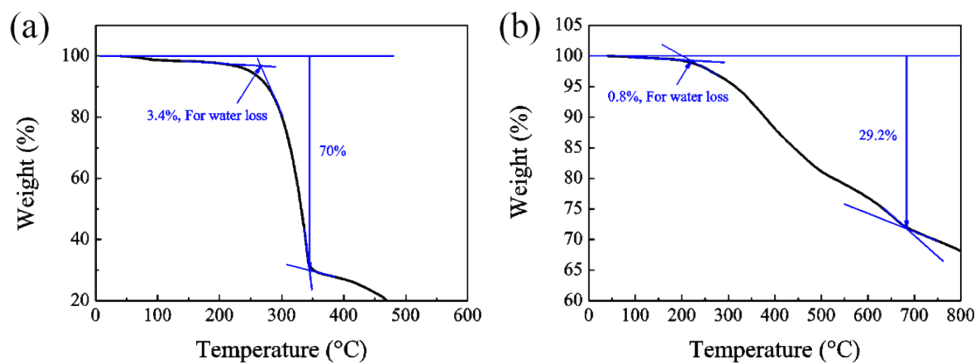 (a)
Weight (%)
100
80
60
40
20
3.4%, For water loss
70%
0 100 200 300 400 500 600
Temperature (°C)
(b)
Weight (%)
105
100
95
90
85
80
75
70
65
60
0.8%, For water loss
29.2%
0 100 200 300 400 500 600 700 800
Temperature (°C)